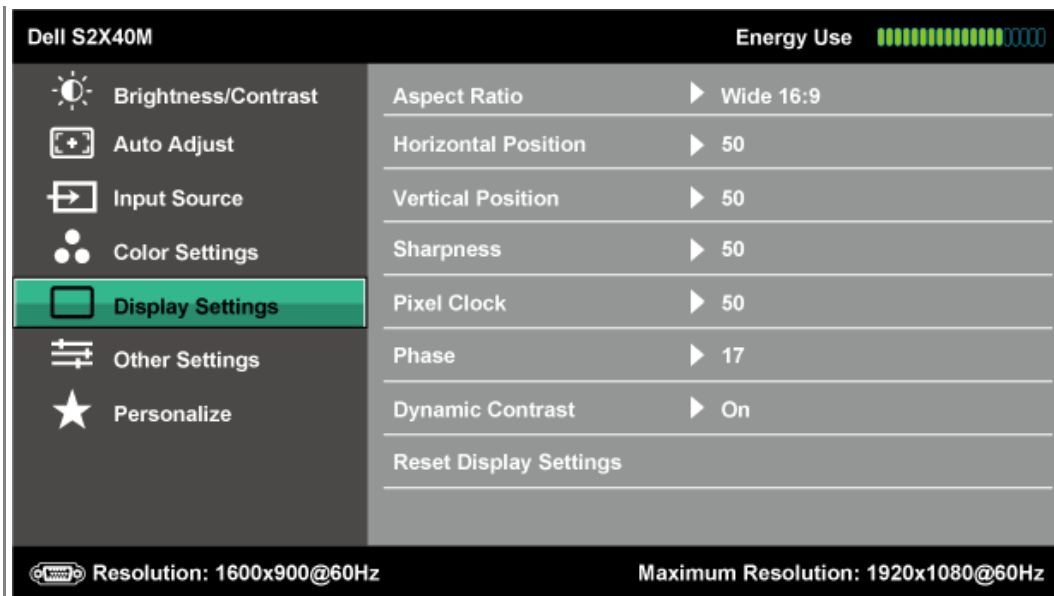 Dell S2X40M Energy Use
Brightness/Contrast Aspect Ratio Wide 16:9
Auto Adjust Horizontal Position 50
Input Source Vertical Position 50
Color Settings Sharpness 50
Display Settings Pixel Clock 50
Other Settings Phase 17
Personalize Dynamic Contrast On
Reset Display Settings
Resolution: 1600x900@60Hz Maximum Resolution: 1920x1080@60Hz